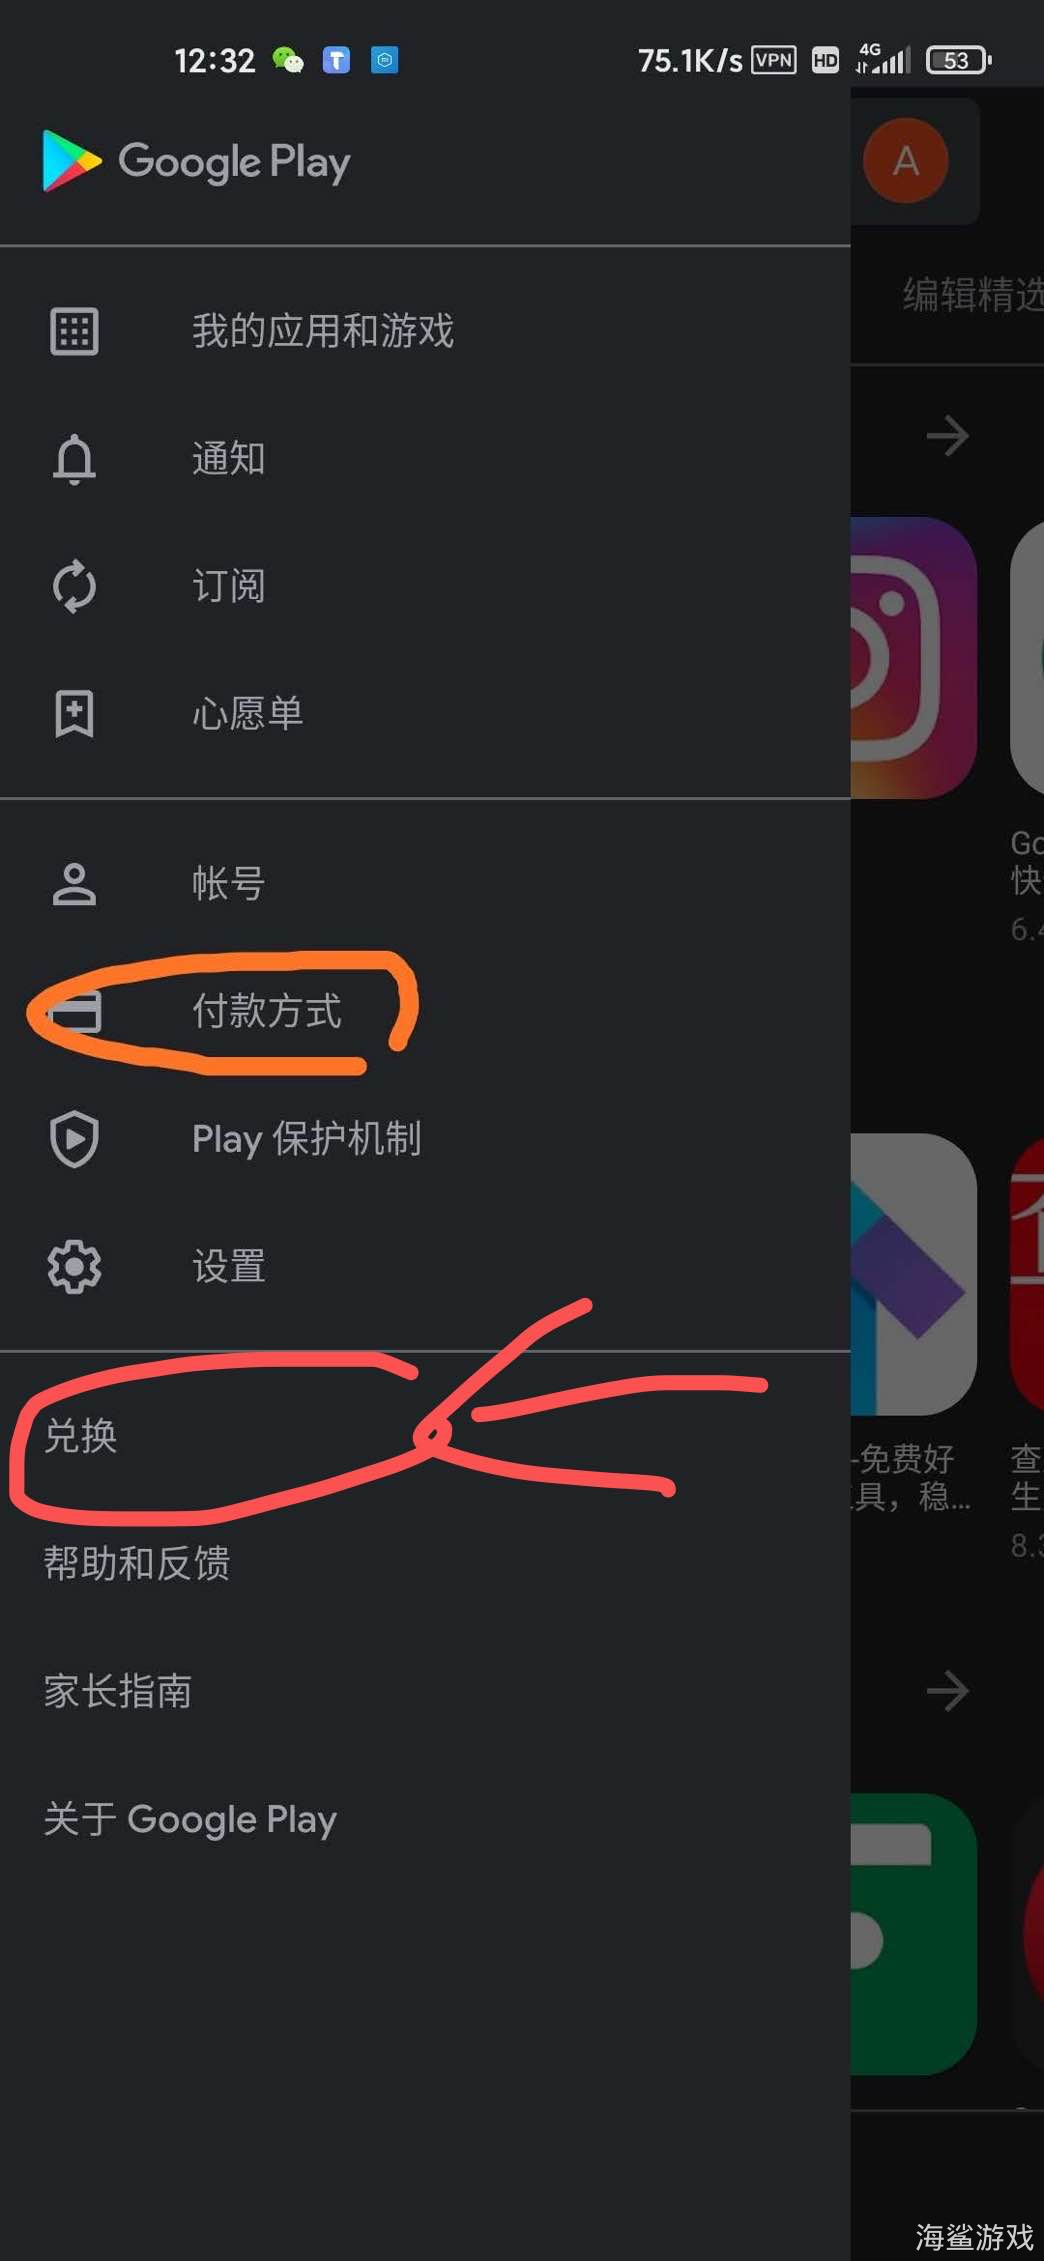 12:32
75.1K/s VPN HD 4G 53
Google Play
A
编辑精选
我的应用和游戏
通知
订阅
心愿单
帐号
Go
快
6.4
付款方式
Play 保护机制
设置
兑换
-免费好
具，稳...
查
生
8.3
帮助和反馈
家长指南
关于 Google Play
海鲨游戏